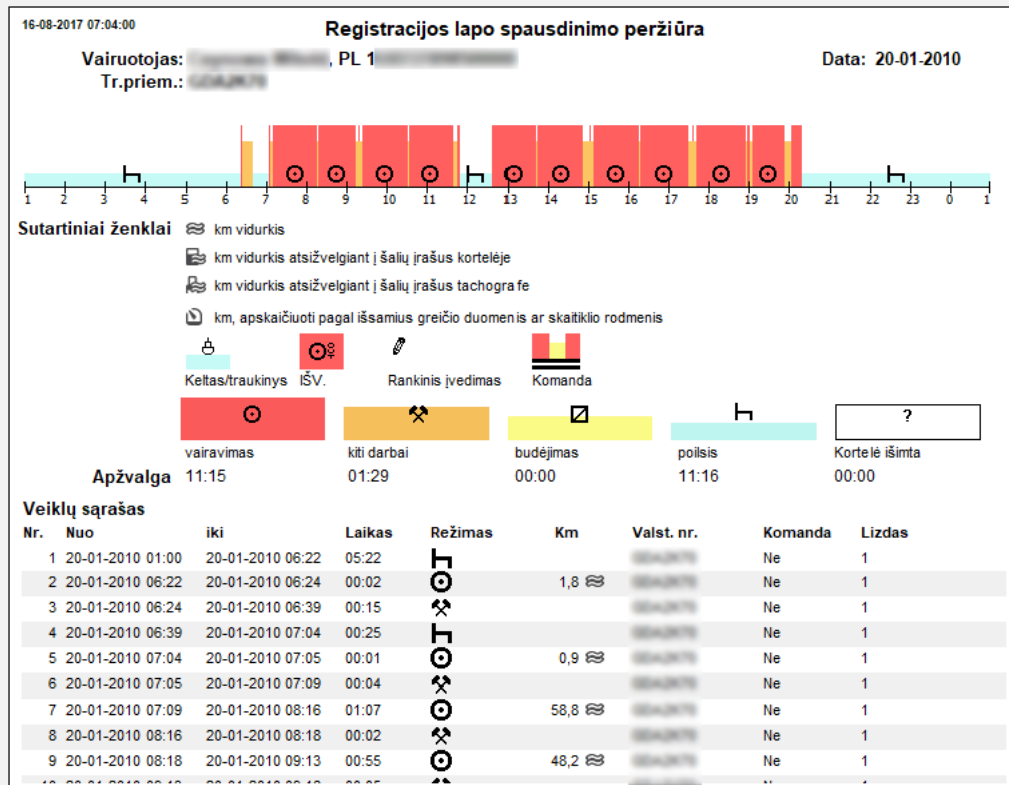 16-08-2017 07:04:00
Registracijos lapo spausdinimo peržiūra
Vairuotojas: , PL 1
Data: 20-01-2010
Tr.priem.:
1 2 3 4 5 6 7 8 9 10 11 12 13 14 15 16 17 18 19 20 21 22 23 0 1
Sutartiniai ženklai
km vidurkis
km vidurkis atsižvelgiant į šalių įrašus kortelėje
km vidurkis atsižvelgiant į šalių įrašus tachografe
km, apskaičiuoti pagal išsamius greičio duomenis ar skaitiklio rodmenis
Keltas/traukinys IŠV. Rankinis įvedimas Komanda
?
vairavimas kiti darbai budėjimas poilsis Kortelė išimta
Apžvalga 11:15 01:29 00:00 11:16 00:00
Veiklų sąrašas
Nr. Nuo iki Laikas Režimas Km Valst. nr. Komanda Lizdas
1 20-01-2010 01:00 20-01-2010 06:22 05:22 Ne 1
2 20-01-2010 06:22 20-01-2010 06:24 00:02 1,8 Ne 1
3 20-01-2010 06:24 20-01-2010 06:39 00:15 Ne 1
4 20-01-2010 06:39 20-01-2010 07:04 00:25 Ne 1
5 20-01-2010 07:04 20-01-2010 07:05 00:01 0,9 Ne 1
6 20-01-2010 07:05 20-01-2010 07:09 00:04 Ne 1
7 20-01-2010 07:09 20-01-2010 08:16 01:07 58,8 Ne 1
8 20-01-2010 08:16 20-01-2010 08:18 00:02 Ne 1
9 20-01-2010 08:18 20-01-2010 09:13 00:55 48,2 Ne 1